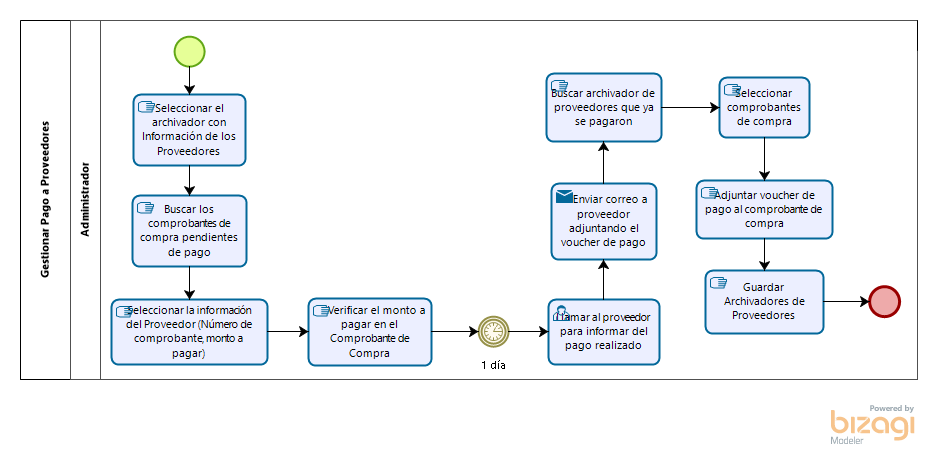 Gestionar Pago a Proveedores
Administrador
Seleccionar el
archivador con
Información de los
Proveedores
Buscar los
comprobantes de
compra pendientes
de pago
Seleccionar la información
del Proveedor (Número de
comprobante, monto a
pagar)
Verificar el monto a
pagar en el
Comprobante de
Compra
1 día
Llamar al proveedor
para informar del
pago realizado
Enviar correo a
proveedor
adjuntando el
voucher de pago
Buscar archivador de
proveedores que ya
se pagaron
Seleccionar
comprobantes
de compra
Adjuntar voucher de
pago al comprobante de
compra
Guardar
Archivadores de
Proveedores
Powered by
bizagi
Modeler